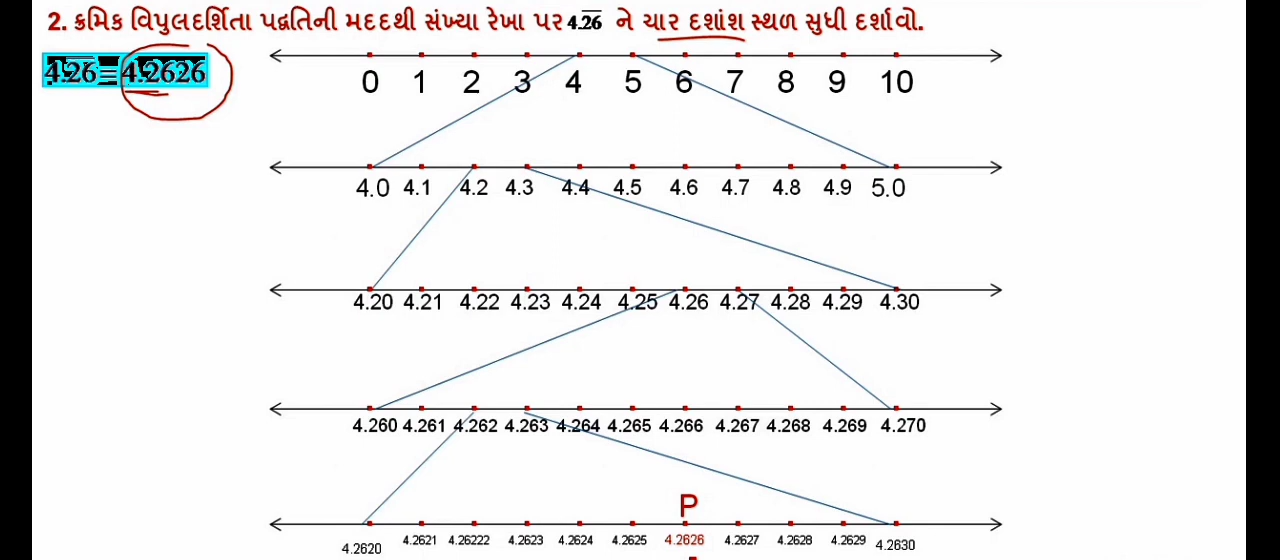 2. ક્રમિક વિપુલદર્શિતા પદ્ધતિની મદદથી સંખ્યા રેખા પર 4.2̅6̅ ને ચાર દશાંશ સ્થળ સુધી દર્શાવો.
4.2̅6̅ = 4.2626
0 1 2 3 4 5 6 7 8 9 10
4.0 4.1 4.2 4.3 4.4 4.5 4.6 4.7 4.8 4.9 5.0
4.20 4.21 4.22 4.23 4.24 4.25 4.26 4.27 4.28 4.29 4.30
4.260 4.261 4.262 4.263 4.264 4.265 4.266 4.267 4.268 4.269 4.270
P
4.2620 4.2621 4.26222 4.2623 4.2624 4.2625 4.2626 4.2627 4.2628 4.2629 4.2630